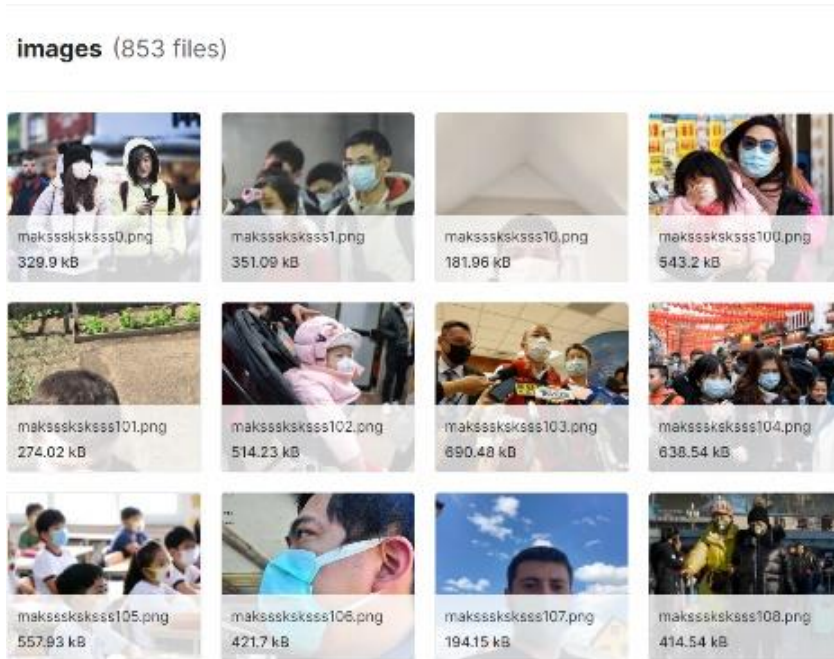 images (853 files)
maksssksksss0.png
329.9 kB
maksssksksss1.png
351.09 kB
maksssksksss10.png
181.96 kB
maksssksksss100.png
543.2 kB
maksssksksss101.png
274.02 kB
maksssksksss102.png
514.23 kB
maksssksksss103.png
690.48 kB
maksssksksss104.png
638.54 kB
maksssksksss105.png
557.93 kB
maksssksksss106.png
421.7 kB
maksssksksss107.png
194.15 kB
maksssksksss108.png
414.54 kB